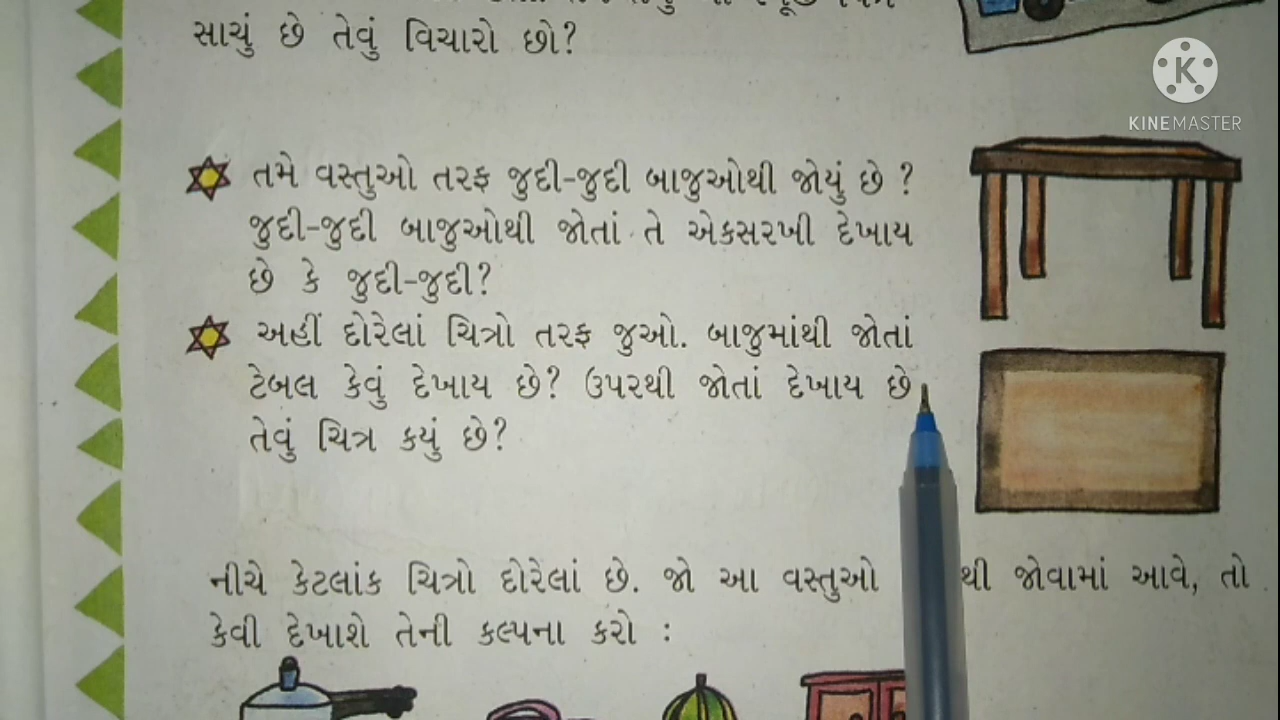 સાચું છે તેવું વિચારો છો?
K
KINEMASTER
તમે વસ્તુઓ તરફ જુદી-જુદી બાજુઓથી જોયું છે ?
જુદી-જુદી બાજુઓથી જોતાં તે એકસરખી દેખાય
છે કે જુદી-જુદી?
અહીં દોરેલાં ચિત્રો તરફ જુઓ. બાજુમાંથી જોતાં
ટેબલ કેવું દેખાય છે? ઉપરથી જોતાં દેખાય છે
તેવું ચિત્ર કયું છે?
નીચે કેટલાંક ચિત્રો દોરેલાં છે. જો આ વસ્તુઓ થી જોવામાં આવે, તો
કેવી દેખાશે તેની કલ્પના કરો :